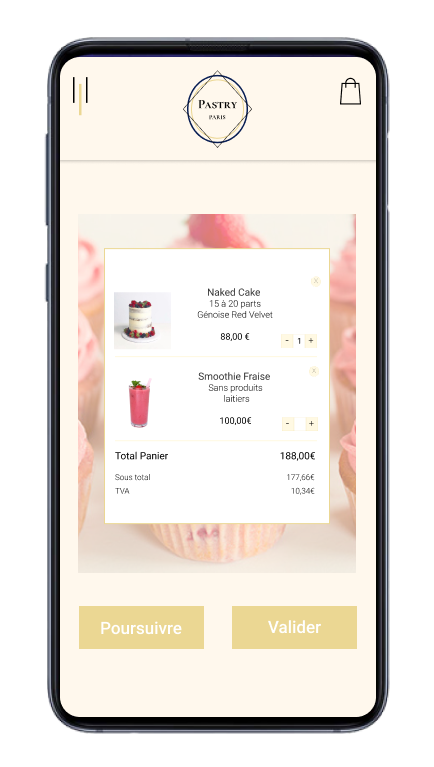 PASTRY
PARIS
X
Naked Cake
15 à 20 parts
Génoise Red Velvet
88,00 €
- 1 +
X
Smoothie Fraise
Sans produits
laitiers
100,00€
- +
Total Panier 188,00€
Sous total 177,66€
TVA 10,34€
Poursuivre Valider